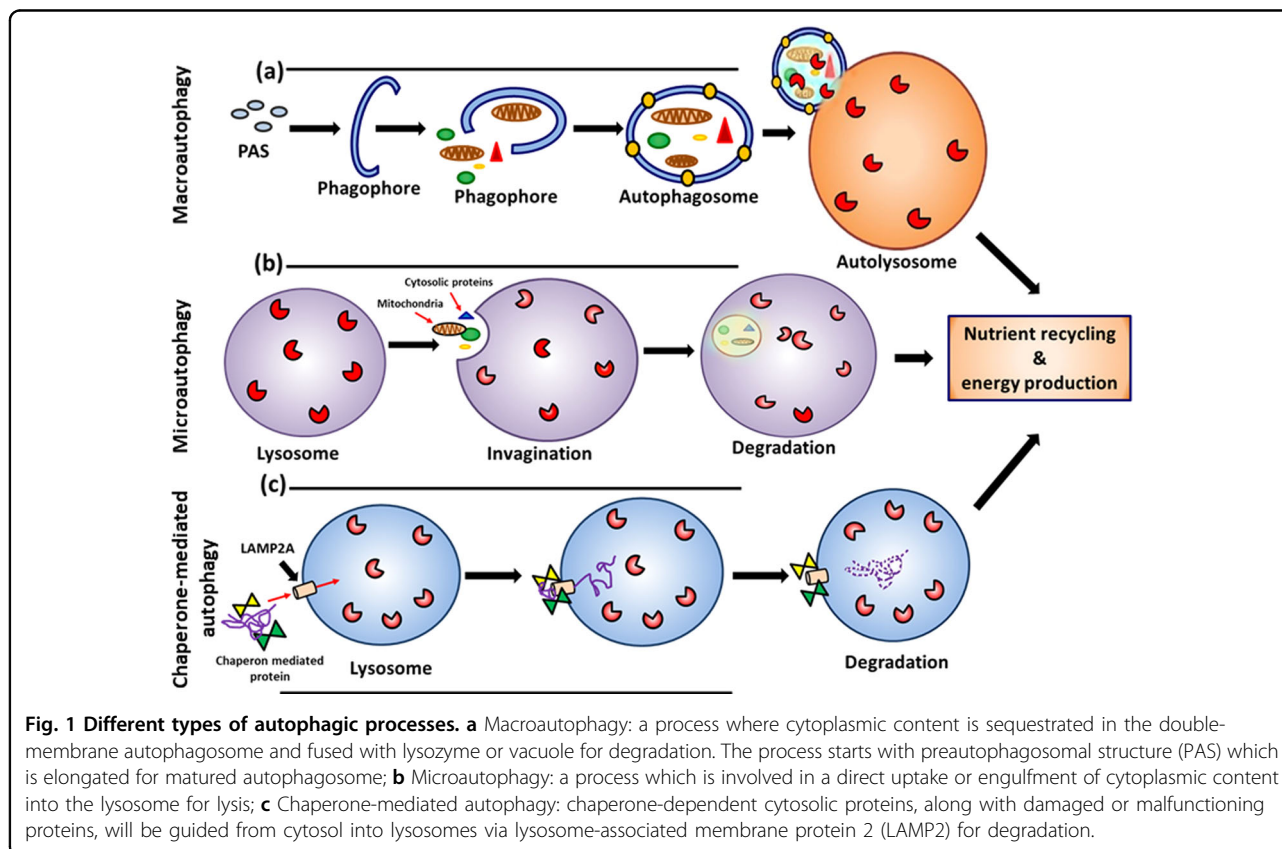 Macroautophagy
(a)
PAS
Phagophore
Phagophore
Autophagosome
Autolysosome
Microautophagy
(b)
Mitochondria
Cytosolic proteins
Lysosome
Invagination
Degradation
Nutrient recycling
&
energy production
Chaperone-mediated
autophagy
(c)
LAMP2A
Chaperon mediated
protein
Lysosome
Degradation
Fig. 1 Different types of autophagic processes. a Macroautophagy: a process where cytoplasmic content is sequestrated in the double-
membrane autophagosome and fused with lysozyme or vacuole for degradation. The process starts with preautophagosomal structure (PAS) which
is elongated for matured autophagosome; b Microautophagy: a process which is involved in a direct uptake or engulfment of cytoplasmic content
into the lysosome for lysis; c Chaperone-mediated autophagy: chaperone-dependent cytosolic proteins, along with damaged or malfunctioning
proteins, will be guided from cytosol into lysosomes via lysosome-associated membrane protein 2 (LAMP2) for degradation.